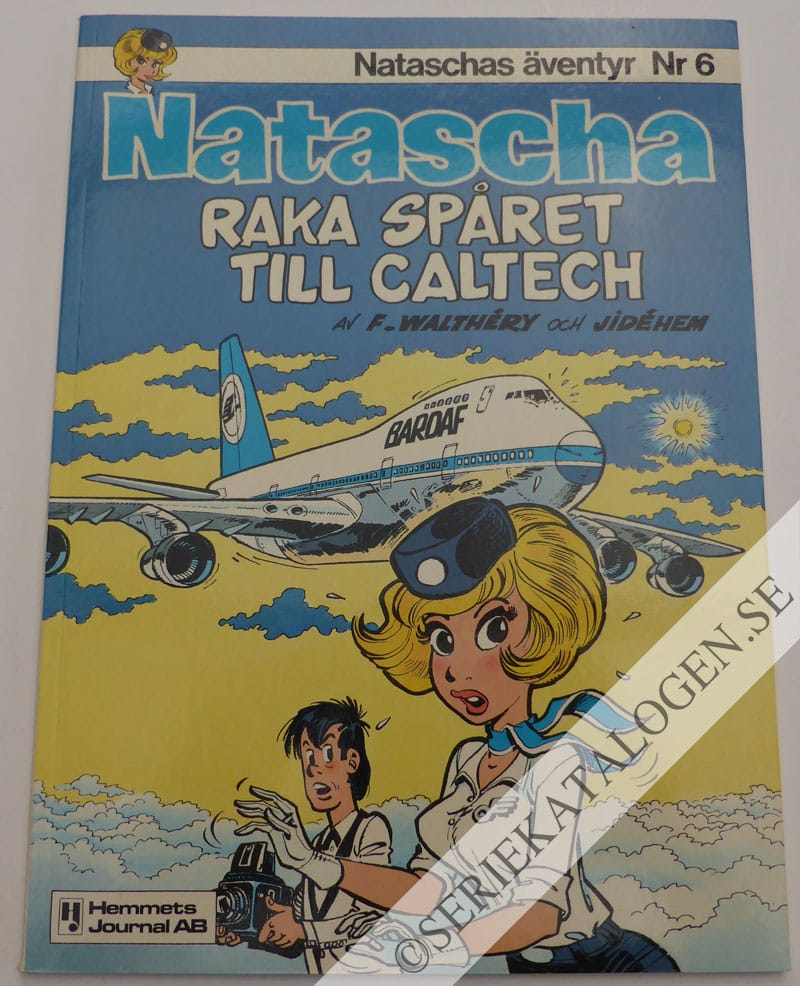 Nataschas äventyr Nr 6
Natascha
RAKA SPÅRET
TILL CALTECH
AV F. WALTHÉRY OCH JIDÉHEM
BARDAF
Hemmets
Journal AB
© SERIEKATALOGEN.SE